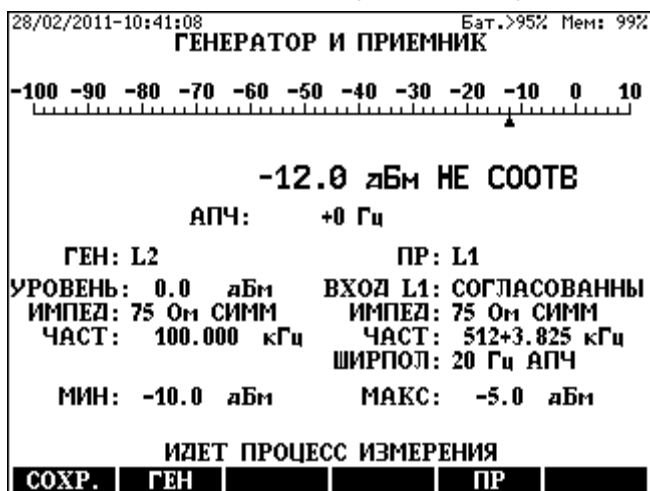 28/02/2011-10:41:08 Бат.>95% Мем: 99%
ГЕНЕРАТОР И ПРИЕМНИК
-100 -90 -80 -70 -60 -50 -40 -30 -20 -10 0 10
-12.0 дБм НЕ СООТВ
АПЧ: +0 Гц
ГЕН: L2 ПР: L1
УРОВЕНЬ: 0.0 дБм ВХОД L1: СОГЛАСОВАННЫ
ИМПЕД: 75 Ом СИММ ИМПЕД: 75 Ом СИММ
ЧАСТ: 100.000 кГц ЧАСТ: 512+3.825 кГц
ШИРПОЛ: 20 Гц АПЧ
МИН: -10.0 дБм МАКС: -5.0 дБм
ИДЕТ ПРОЦЕСС ИЗМЕРЕНИЯ
СОХР. ГЕН ПР